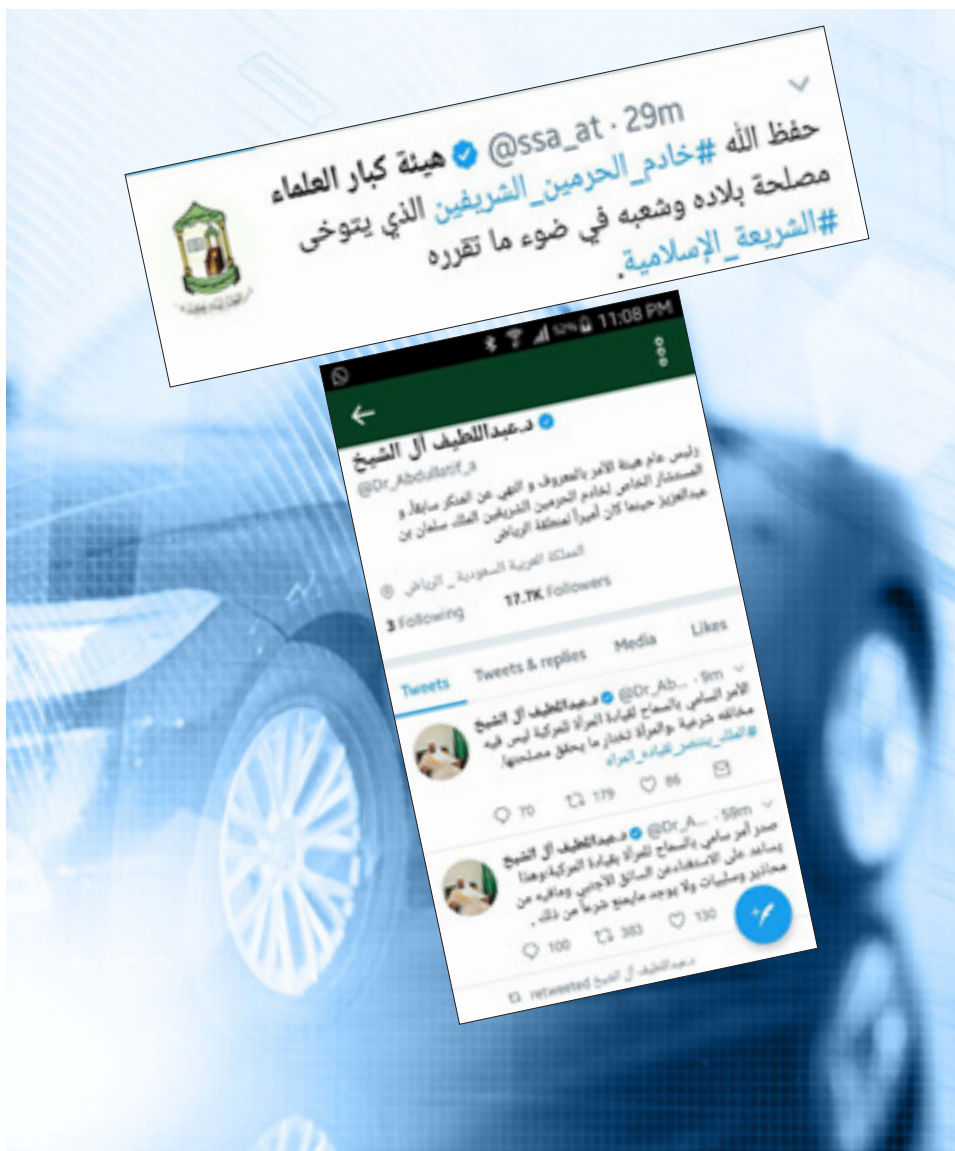 هيئة كبار العلماء @ssa_at · 29m
حفظ الله #خادم_الحرمين_الشريفين الذي يتوخى
مصلحة بلاده وشعبه في ضوء ما تقرره
#الشريعة_الإسلامية.
52% 11:08 PM
د.عبداللطيف آل الشيخ
@Dr_Abdullatif_a
رئيس عام هيئة الأمر بالمعروف و النهي عن المنكر سابقاً، و
المستشار الخاص لخادم الحرمين الشريفين الملك سلمان بن
عبدالعزيز حينما كان أميراً لمنطقة الرياض
المملكة العربية السعودية _ الرياض
3 Following 17.7K Followers
Tweets Tweets & replies Media Likes
د.عبداللطيف آل الشيخ @Dr_Ab... · 9m
الأمر السامي بالسماح لقيادة المرأة للمركبة ليس فيه
مخالفه شرعية .والمرأة تختار ما يحقق مصلحتها.
#الملك_ينتصر_لقياده_المراه
70 179 86
د.عبداللطيف آل الشيخ @Dr_A... · 59m
صدر أمر سامي بالسماح للمرأة بقيادة المركبة،وهذا
يساعد على الاستغناءعن السائق الأجنبي ومافيه من
محاذير وسلبيات ولا يوجد مايمنع شرعاً من ذلك .
100 383 130
د.عبداللطيف آل الشيخ retweeted